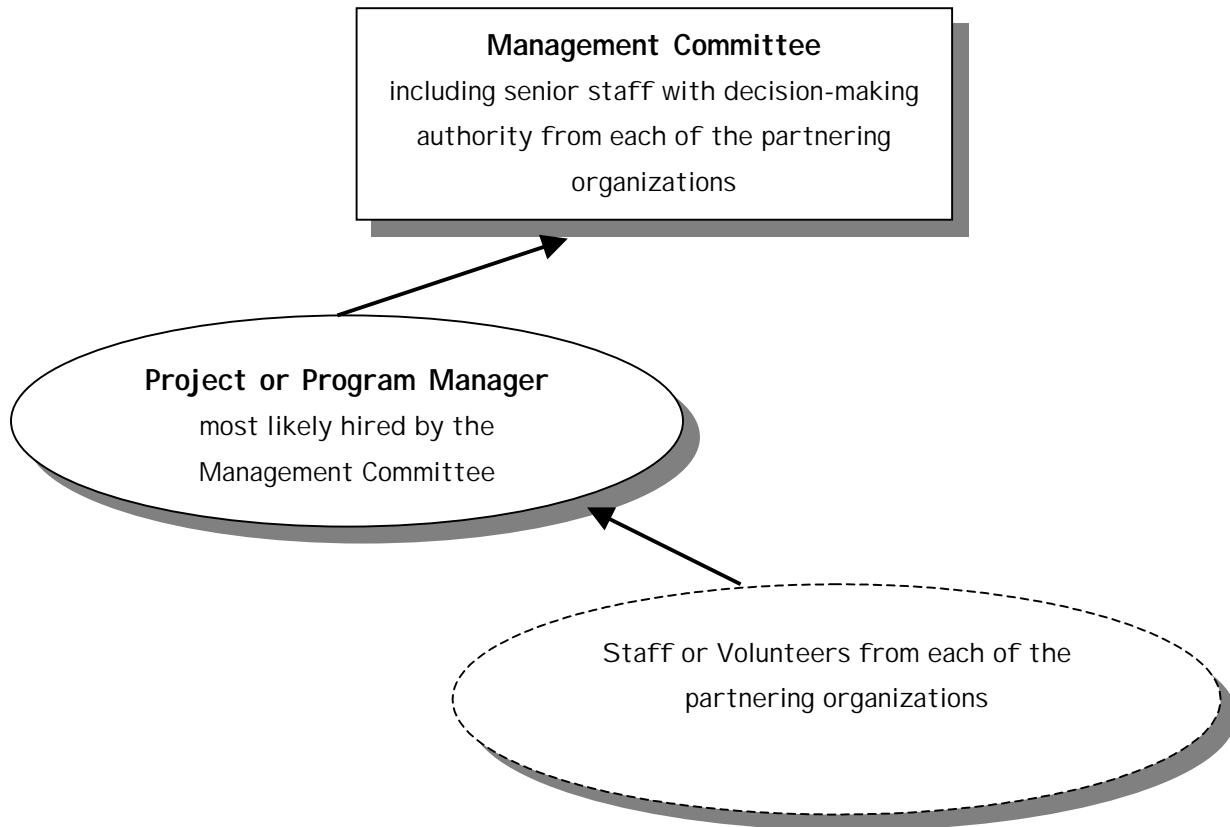 Management Committee
including senior staff with decision-making
authority from each of the partnering
organizations
Project or Program Manager
most likely hired by the
Management Committee
Staff or Volunteers from each of the
partnering organizations